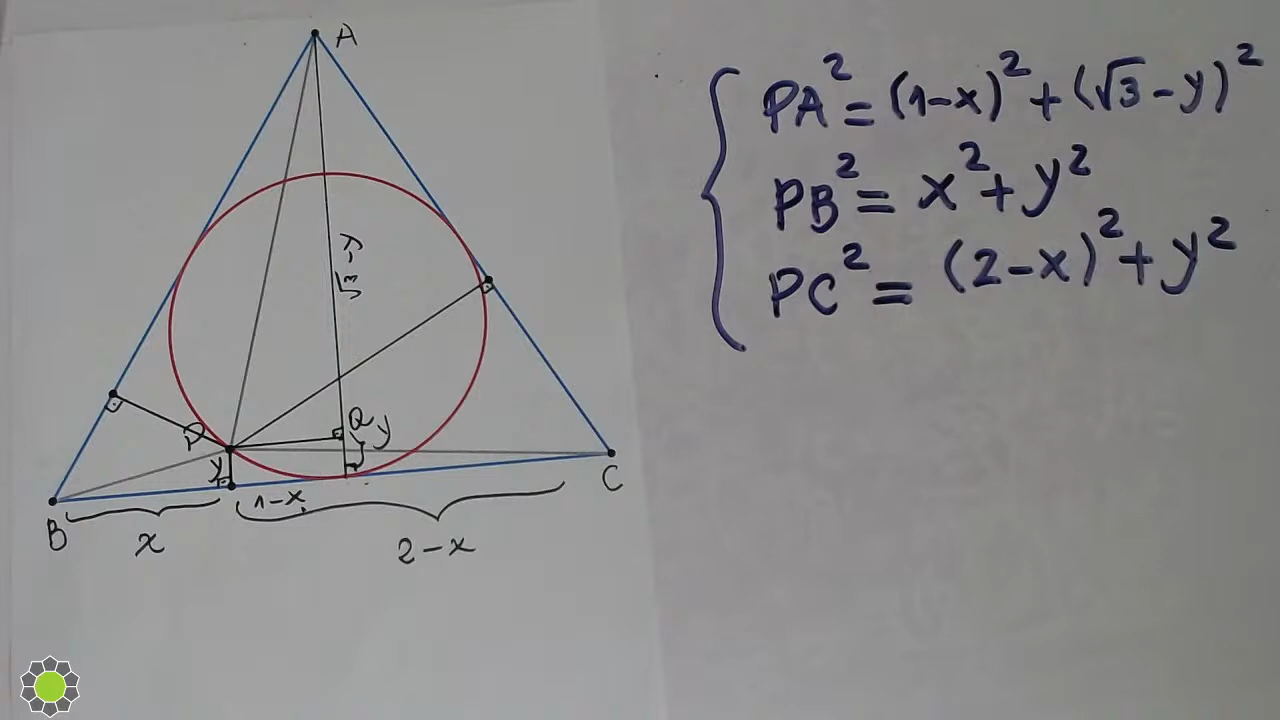 A
√3-y
Q
y
P
y
1-x
B
C
x
2-x
PA² = (1-x)² + (√3-y)²
PB² = x² + y²
PC² = (2-x)² + y²